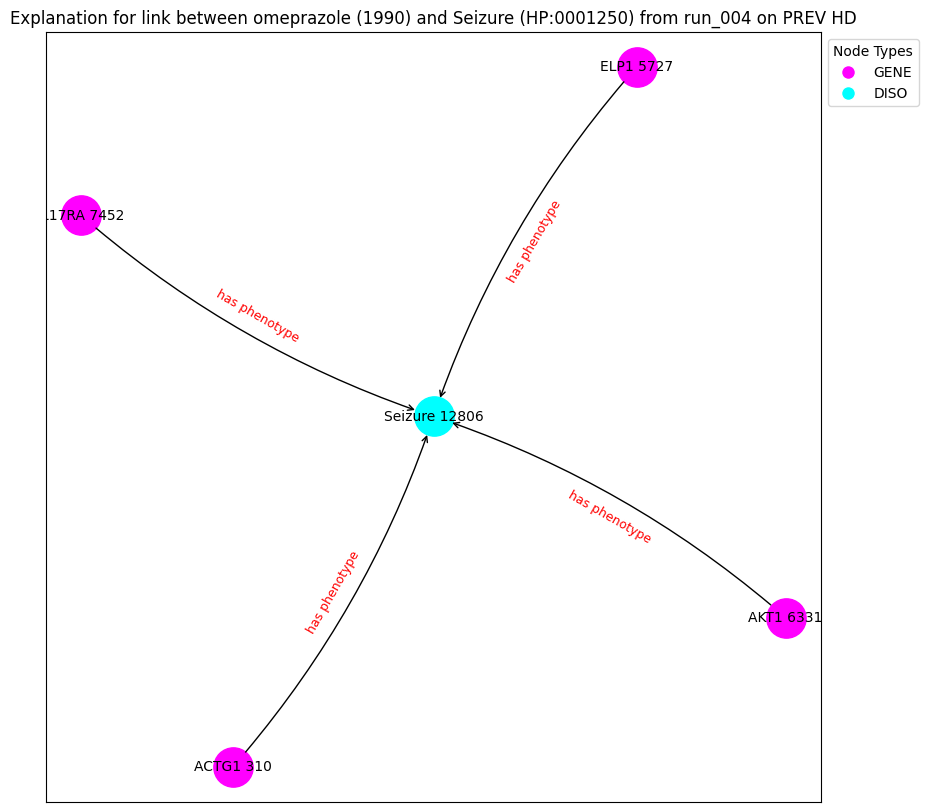 Explanation for link between omeprazole (1990) and Seizure (HP:0001250) from run_004 on PREV HD
Node Types
GENE
DISO
ELP1 5727
17RA 7452
has phenotype
has phenotype
Seizure 12806
has phenotype
has phenotype
AKT1 6331
ACTG1 310